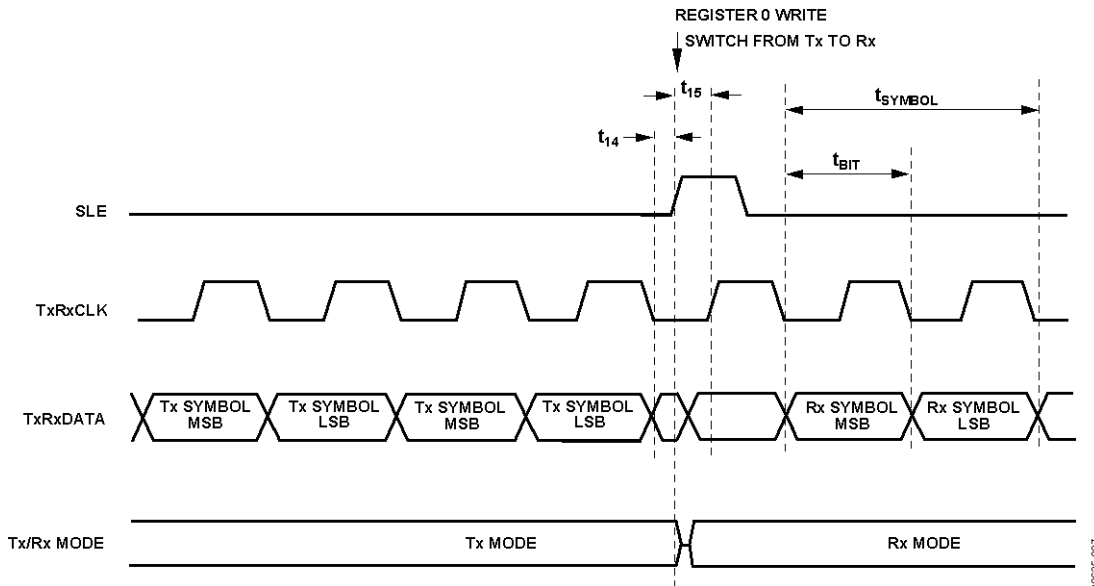 REGISTER 0 WRITE
SWITCH FROM Tx TO Rx
t15
tSYMBOL
t14
tBIT
SLE
TxRxCLK
TxRxDATA
Tx SYMBOL
MSB
Tx SYMBOL
LSB
Tx SYMBOL
MSB
Tx SYMBOL
LSB
Rx SYMBOL
MSB
Rx SYMBOL
LSB
Tx/Rx MODE
Tx MODE
Rx MODE